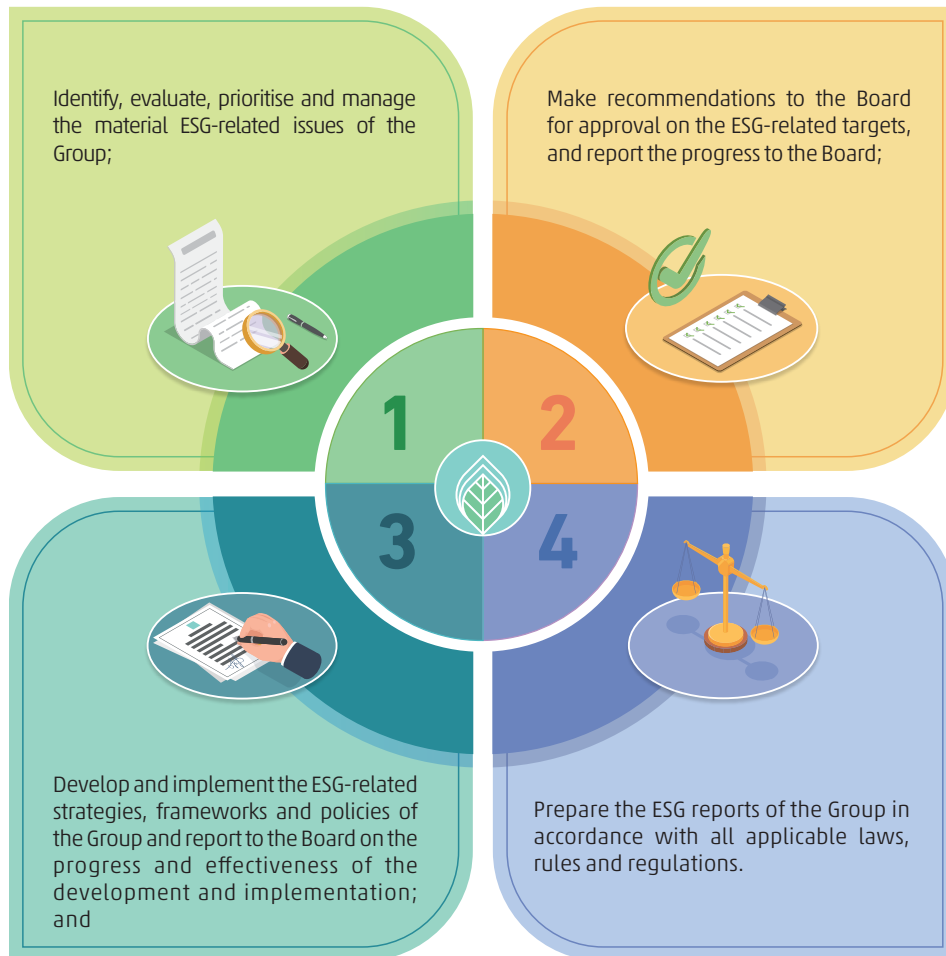 Identify, evaluate, prioritise and manage
the material ESG-related issues of the
Group;
Make recommendations to the Board
for approval on the ESG-related targets,
and report the progress to the Board;
1
2
3
4
Develop and implement the ESG-related
strategies, frameworks and policies of
the Group and report to the Board on the
progress and effectiveness of the
development and implementation;
and
Prepare the ESG reports of the Group in
accordance with all applicable laws,
rules and regulations.